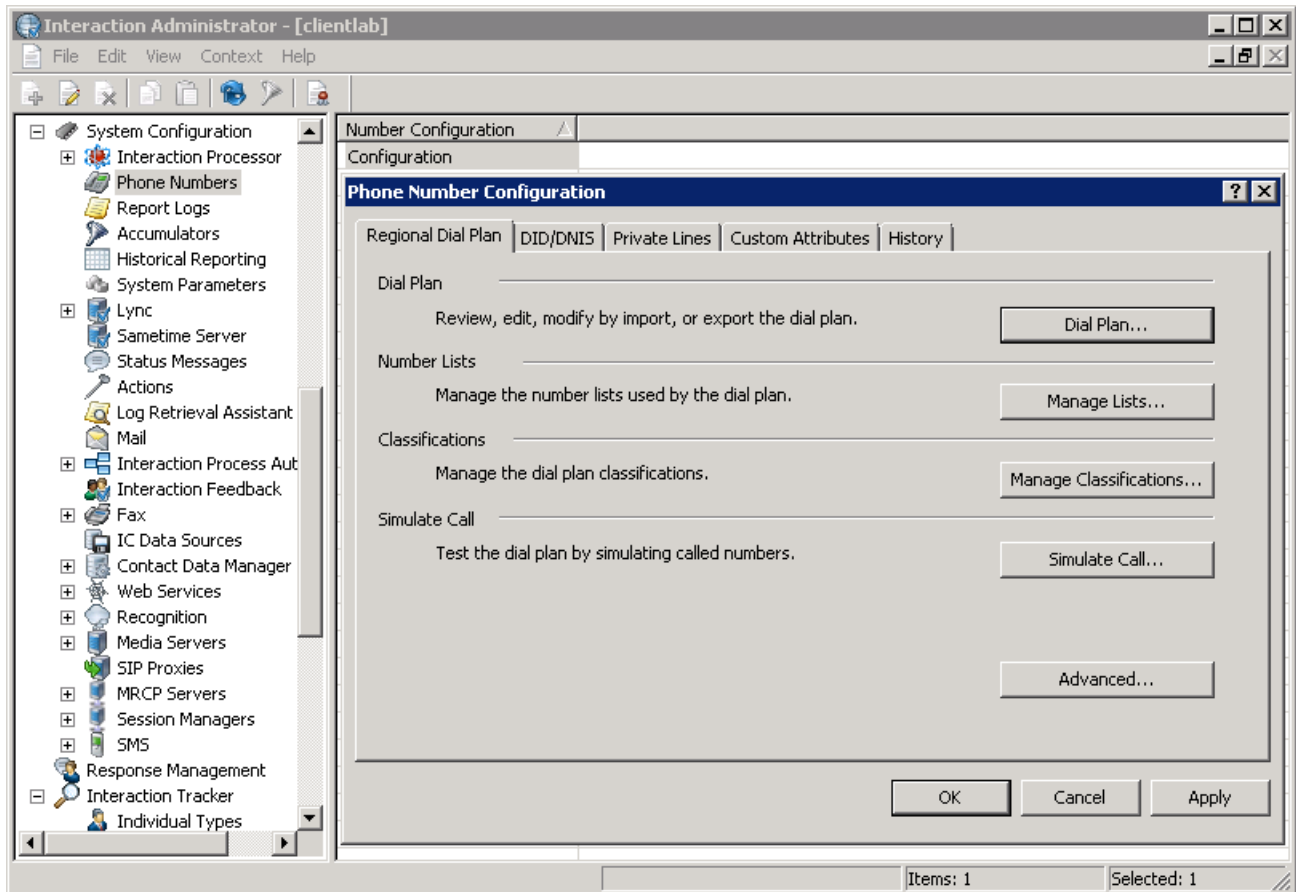 Interaction Administrator - [clientlab]
File Edit View Context Help
System Configuration
Interaction Processor
Phone Numbers
Report Logs
Accumulators
Historical Reporting
System Parameters
Lync
Sametime Server
Status Messages
Actions
Log Retrieval Assistant
Mail
Interaction Process Aut
Interaction Feedback
Fax
IC Data Sources
Contact Data Manager
Web Services
Recognition
Media Servers
SIP Proxies
MRCP Servers
Session Managers
SMS
Response Management
Interaction Tracker
Individual Types
Number Configuration
Configuration
Phone Number Configuration
Regional Dial Plan DID/DNIS Private Lines Custom Attributes History
Dial Plan
Review, edit, modify by import, or export the dial plan. Dial Plan...
Number Lists
Manage the number lists used by the dial plan. Manage Lists...
Classifications
Manage the dial plan classifications. Manage Classifications...
Simulate Call
Test the dial plan by simulating called numbers. Simulate Call...
Advanced...
OK Cancel Apply
Items: 1 Selected: 1